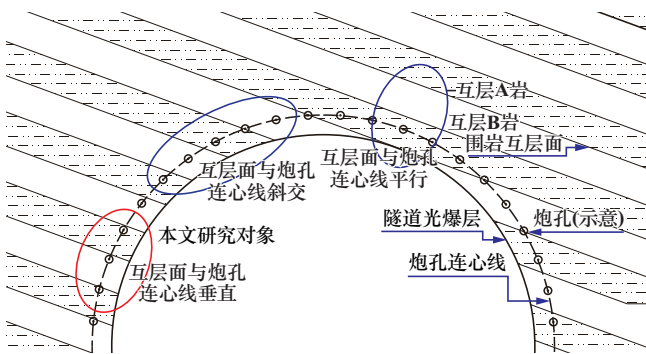 互层A岩
互层B岩
围岩互层面
互层面与炮孔
连心线斜交
互层面与炮孔
连心线平行
本文研究对象
隧道光爆层
炮孔(示意)
互层面与炮孔
连心线垂直
炮孔连心线